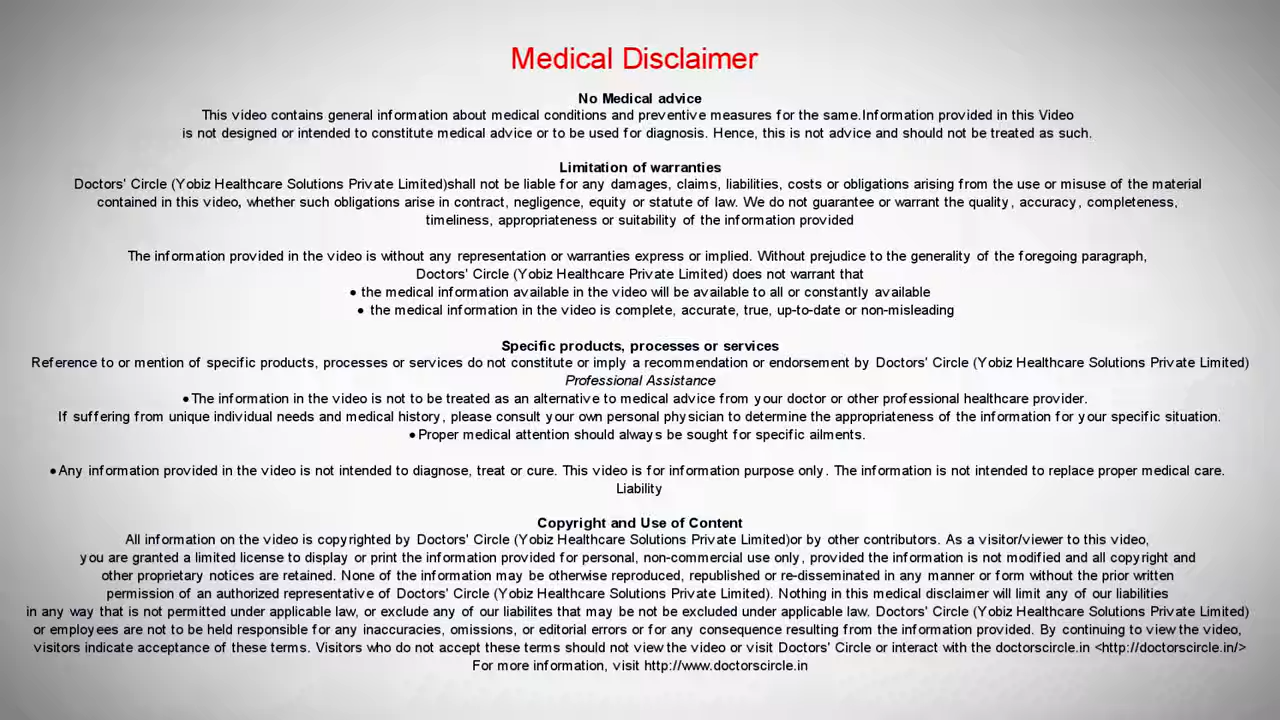 Medical Disclaimer
No Medical advice
This video contains general information about medical conditions and preventive measures for the same.Information provided in this Video
is not designed or intended to constitute medical advice or to be used for diagnosis. Hence, this is not advice and should not be treated as such.
Limitation of warranties
Doctors' Circle (Yobiz Healthcare Solutions Private Limited)shall not be liable for any damages, claims, liabilities, costs or obligations arising from the use or misuse of the material
contained in this video, whether such obligations arise in contract, negligence, equity or statute of law. We do not guarantee or warrant the quality, accuracy, completeness,
timeliness, appropriateness or suitability of the information provided
The information provided in the video is without any representation or warranties express or implied. Without prejudice to the generality of the foregoing paragraph,
Doctors' Circle (Yobiz Healthcare Private Limited) does not warrant that
• the medical information available in the video will be available to all or constantly available
• the medical information in the video is complete, accurate, true, up-to-date or non-misleading
Specific products, processes or services
Reference to or mention of specific products, processes or services do not constitute or imply a recommendation or endorsement by Doctors' Circle (Yobiz Healthcare Solutions Private Limited)
Professional Assistance
•The information in the video is not to be treated as an alternative to medical advice from your doctor or other professional healthcare provider.
If suffering from unique individual needs and medical history, please consult your own personal physician to determine the appropriateness of the information for your specific situation.
•Proper medical attention should always be sought for specific ailments.
•Any information provided in the video is not intended to diagnose, treat or cure. This video is for information purpose only. The information is not intended to replace proper medical care.
Liability
Copyright and Use of Content
All information on the video is copyrighted by Doctors' Circle (Yobiz Healthcare Solutions Private Limited)or by other contributors. As a visitor/viewer to this video,
you are granted a limited license to display or print the information provided for personal, non-commercial use only, provided the information is not modified and all copyright and
other proprietary notices are retained. None of the information may be otherwise reproduced, republished or re-disseminated in any manner or form without the prior written
permission of an authorized representative of Doctors' Circle (Yobiz Healthcare Solutions Private Limited). Nothing in this medical disclaimer will limit any of our liabilities
in any way that is not permitted under applicable law, or exclude any of our liabilites that may be not be excluded under applicable law. Doctors' Circle (Yobiz Healthcare Solutions Private Limited)
or employees are not to be held responsible for any inaccuracies, omissions, or editorial errors or for any consequence resulting from the information provided. By continuing to view the video,
visitors indicate acceptance of these terms. Visitors who do not accept these terms should not view the video or visit Doctors' Circle or interact with the doctorscircle.in <http://doctorscircle.in/>
For more information, visit http://www.doctorscircle.in